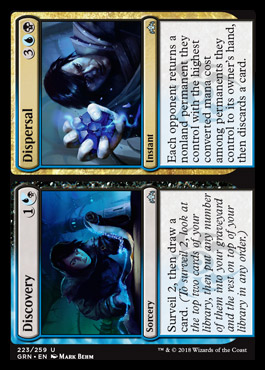 Dispersal 3
Instant
Each opponent returns a
nonland permanent they
control with the highest
converted mana cost
among permanents they
control to its owner's hand,
then discards a card.
Discovery 1
Sorcery
Surveil 2, then draw a
card. (To surveil 2, look at
the top two cards of your
library, then put any number
of them into your graveyard
and the rest on top of your
library in any order.)
223/259 U
GRN • EN MARK BEHM
™ & © 2018 Wizards of the Coast